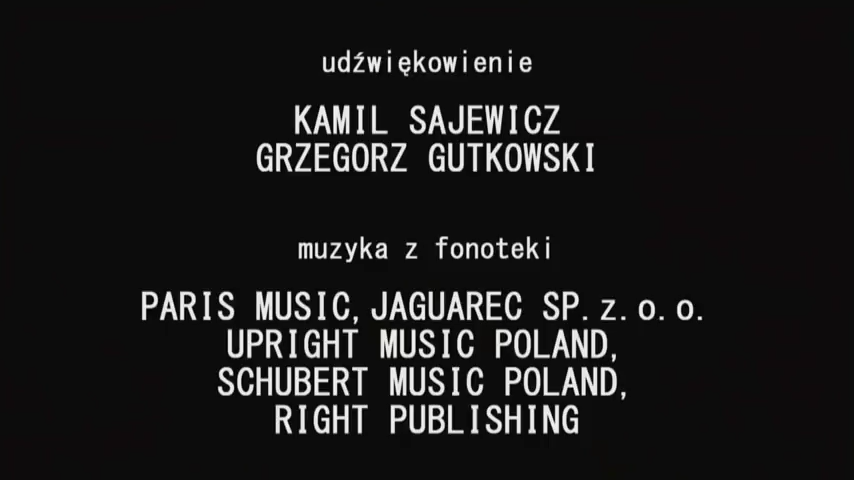 udźwiękowienie
KAMIL SAJEWICZ
GRZEGORZ GUTKOWSKI
muzyka z fonoteki
PARIS MUSIC, JAGUAREC SP. z. o. o.
UPRIGHT MUSIC POLAND,
SCHUBERT MUSIC POLAND,
RIGHT PUBLISHING